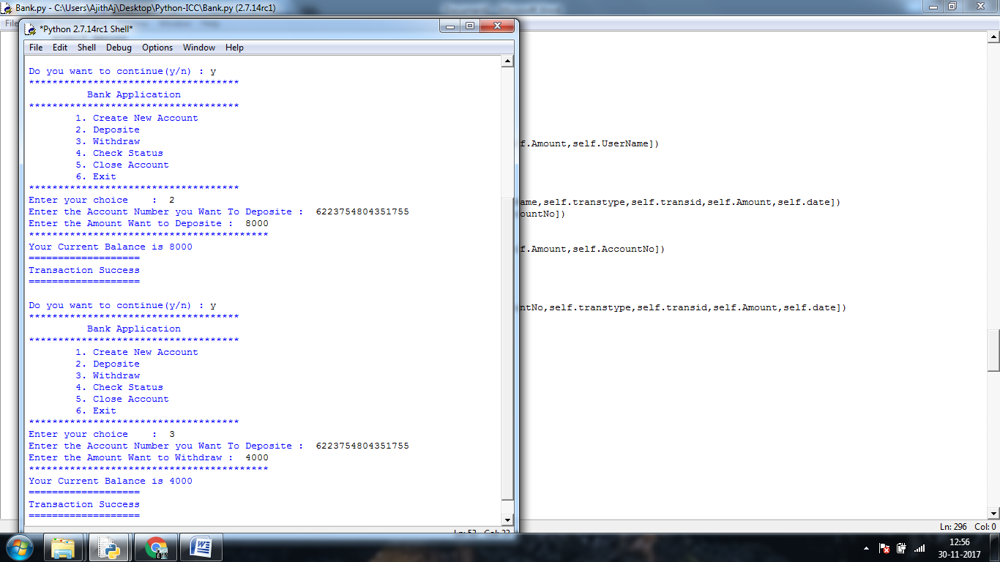 Bank.py - C:\Users\AjithAj\Desktop\Python-ICC\Bank.py (2.7.14rc1)
File
*Python 2.7.14rc1 Shell*
File Edit Shell Debug Options Window Help
Do you want to continue(y/n) : y
************************************
Bank Application
************************************
1. Create New Account
2. Deposite
3. Withdraw
4. Check Status
5. Close Account
6. Exit
************************************
Enter your choice    :  2
Enter the Account Number you Want To Deposite :  6223754804351755
Enter the Amount Want to Deposite :  8000
*****************************************
Your Current Balance is 8000
===================
Transaction Success
===================
Do you want to continue(y/n) : y
************************************
Bank Application
************************************
1. Create New Account
2. Deposite
3. Withdraw
4. Check Status
5. Close Account
6. Exit
************************************
Enter your choice    :  3
Enter the Account Number you Want To Deposite :  6223754804351755
Enter the Amount Want to Withdraw :  4000
*****************************************
Your Current Balance is 4000
===================
Transaction Success
===================
f.Amount,self.UserName])
ame,self.transtype,self.transid,self.Amount,self.date])
ountNo])
f.Amount,self.AccountNo])
ntNo,self.transtype,self.transid,self.Amount,self.date])
Ln: 296 Col: 0
12:56
30-11-2017